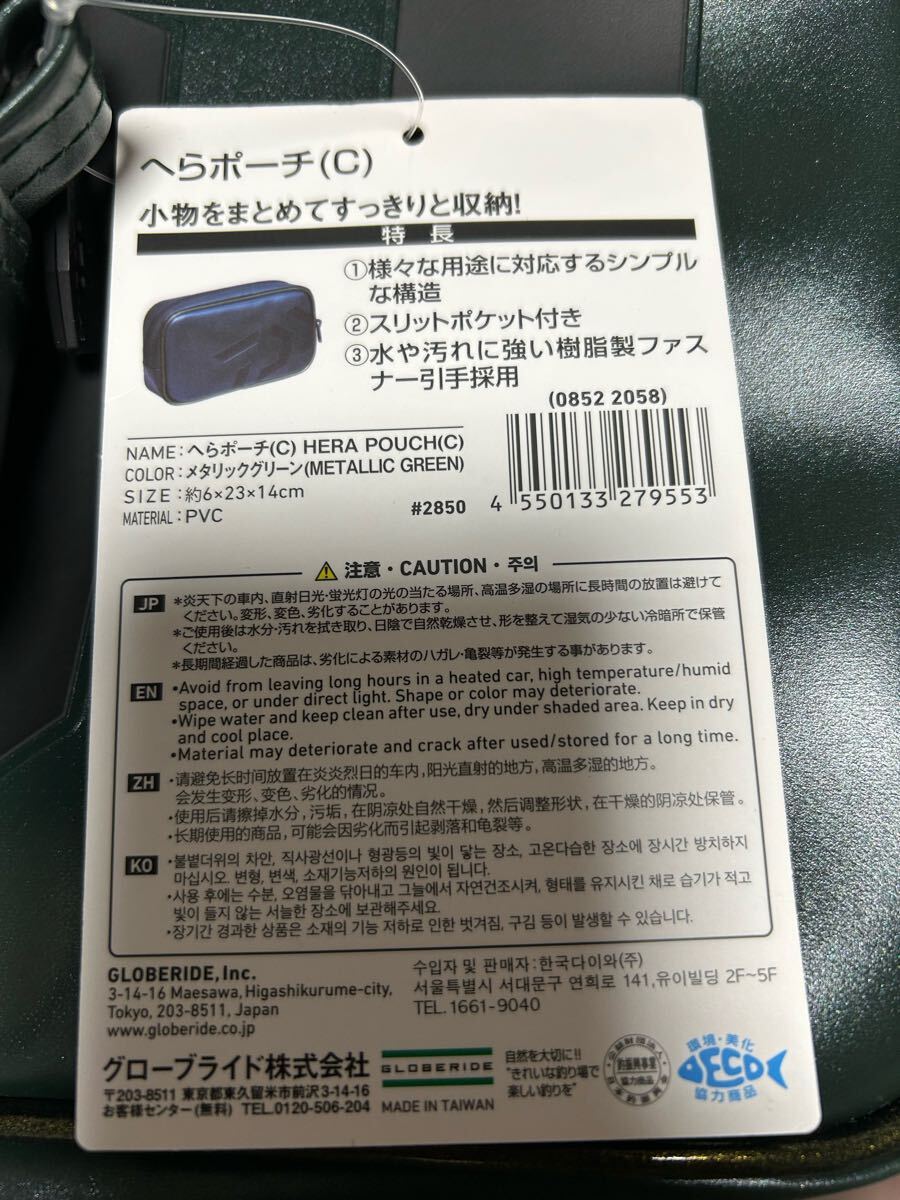 へらポーチ(C)
小物をまとめてすっきりと収納!
特長
①様々な用途に対応するシンプル
な構造
②スリットポケット付き
③水や汚れに強い樹脂製ファス
ナー引手採用
(0852 2058)
NAME:へらポーチ(C) HERA POUCH(C)
COLOR:メタリックグリーン(METALLIC GREEN)
SIZE:約6×23×14cm
MATERIAL:PVC
#2850
4 550133 279553
注意・CAUTION・주의
JP
*炎天下の車内、直射日光・蛍光灯の光の当たる場所、高温多湿の場所に長時間の放置は避けて
ください。変形、変色、劣化することがあります。
*ご使用後は水分・汚れを拭き取り、日陰で自然乾燥させ、形を整えて湿気の少ない冷暗所で保管
ください。
*長期間経過した商品は、劣化による素材のハガレ・亀裂等が発生する事があります。
EN
•Avoid from leaving long hours in a heated car, high temperature/humid
space, or under direct light. Shape or color may deteriorate.
•Wipe water and keep clean after use, dry under shaded area. Keep in dry
and cool place.
•Material may deteriorate and crack after used/stored for a long time.
ZH
・请避免长时间放置在炎炎烈日的车内,阳光直射的地方,高温多湿的地方。
会发生变形、变色、劣化的情况。
・使用后请擦掉水分,污垢,在阴凉处自然干燥,然后调整形状,在干燥的阴凉处保管。
・长期使用的商品,可能会因劣化而引起剥落和龟裂等。
KO
・불볕더위의 차안, 직사광선이나 형광등의 빛이 닿는 장소, 고온다습한 장소에 장시간 방치하지
마십시오. 변형, 변색, 소재기능저하의 원인이 됩니다.
・사용 후에는 수분, 오염물을 닦아내고 그늘에서 자연건조시켜, 형태를 유지시킨 채로 습기가 적고
빛이 들지 않는 서늘한 장소에 보관해주세요.
・장기간 경과한 상품은 소재의 기능 저하로 인한 벗겨짐, 구김 등이 발생할 수 있습니다.
GLOBERIDE,Inc.
3-14-16 Maesawa, Higashikurume-city,
Tokyo, 203-8511, Japan
www.globeride.co.jp
수입자 및 판매자:한국다이와(주)
서울특별시 서대문구 연희로 141,유이빌딩 2F~5F
TEL.1661-9040
グローブライド株式会社
〒203-8511 東京都東久留米市前沢3-14-16
お客様センター(無料) TEL.0120-506-204
GLOBERIDE
MADE IN TAIWAN
自然を大切に!!
"きれいな釣り場で
楽しい釣りを"
釣振興事業
協力商品
環境・美化
ECO
協力商品